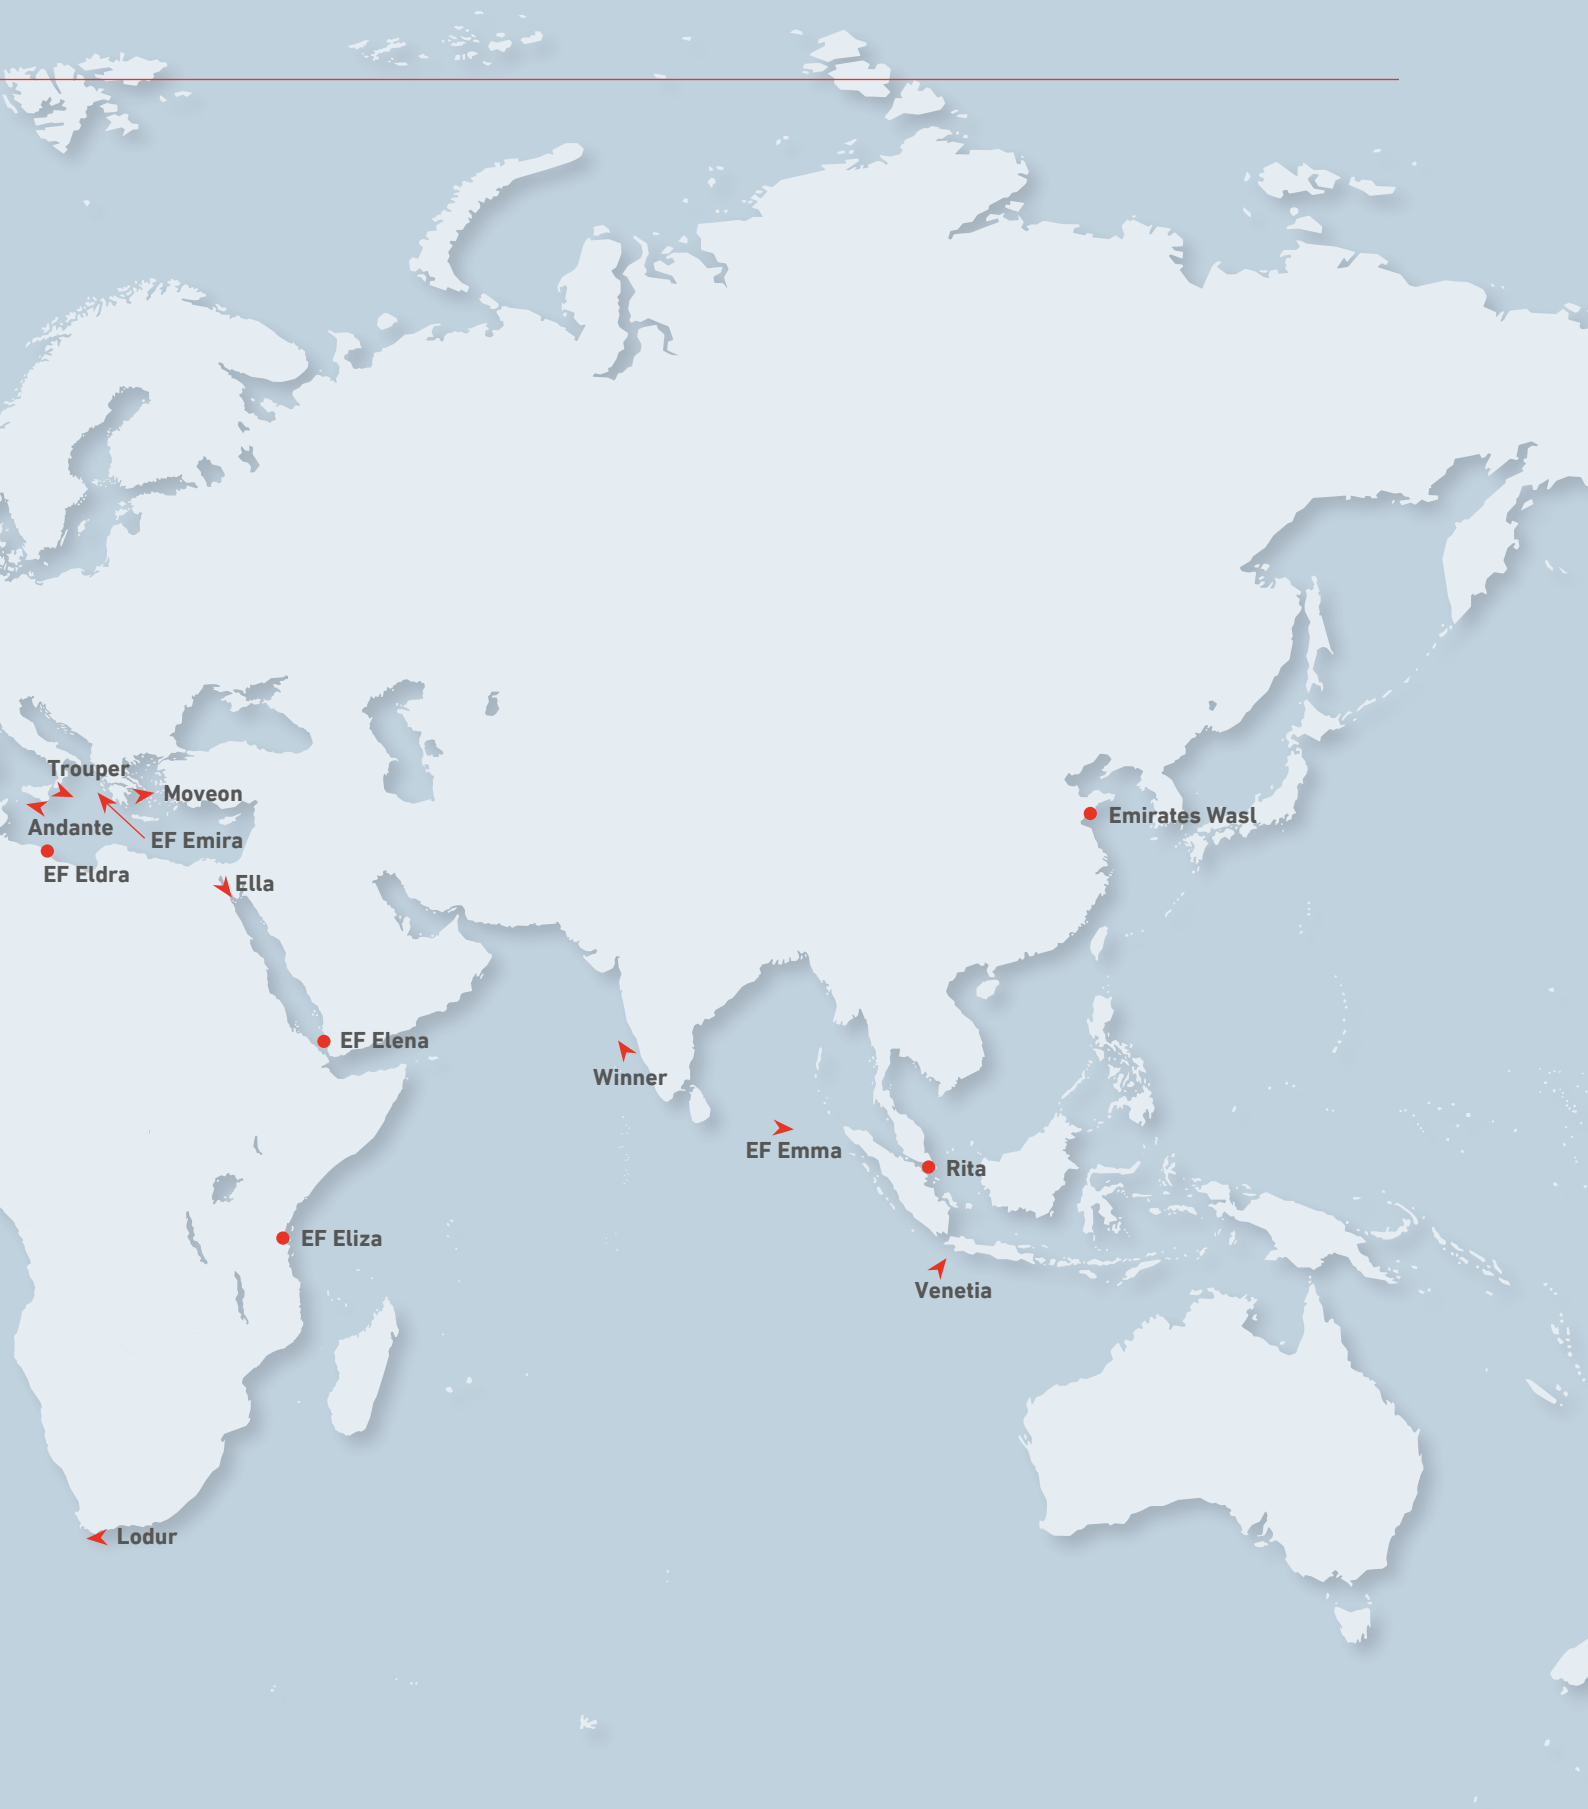 Trouper
Moveon
Emirates Wasl
Andante
EF Emira
EF Eldra
Ella
EF Elena
Winner
EF Emma
Rita
EF Eliza
Venetia
Lodur